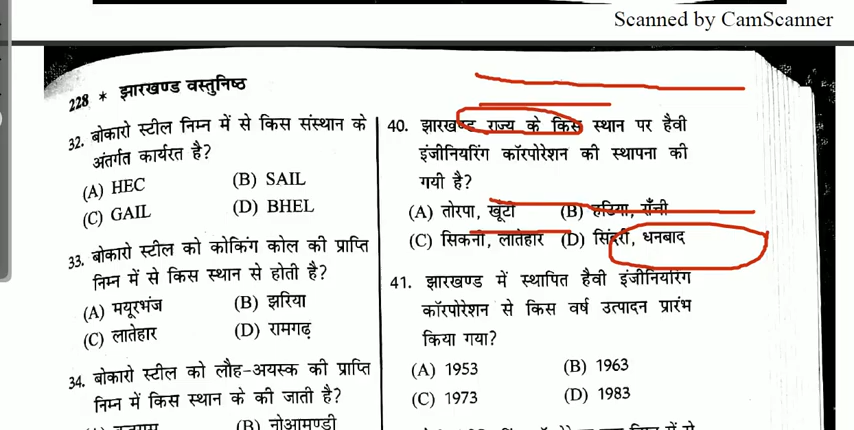 Scanned by CamScanner
228 * झारखण्ड वस्तुनिष्ठ
32. बोकारो स्टील निम्न में से किस संस्थान के
अंतर्गत कार्यरत है?
(A) HEC (B) SAIL
(C) GAIL (D) BHEL
33. बोकारो स्टील को कोकिंग कोल की प्राप्ति
निम्न में से किस स्थान से होती है?
(A) मयूरभंज (B) झरिया
(C) लातेहार (D) रामगढ़
34. बोकारो स्टील को लौह-अयस्क की प्राप्ति
निम्न में किस स्थान के की जाती है?
(B) नोआमुण्डी
40. झारखण्ड राज्य के किस स्थान पर हैवी
इंजीनियरिंग कॉरपोरेशन की स्थापना की
गयी है?
(A) तोरपा, खूंटी (B) हटिया, राँची
(C) सिकनी, लातेहार (D) सिंदरी, धनबाद
41. झारखण्ड में स्थापित हैवी इंजीनियरिंग
कॉरपोरेशन से किस वर्ष उत्पादन प्रारंभ
किया गया?
(A) 1953 (B) 1963
(C) 1973 (D) 1983